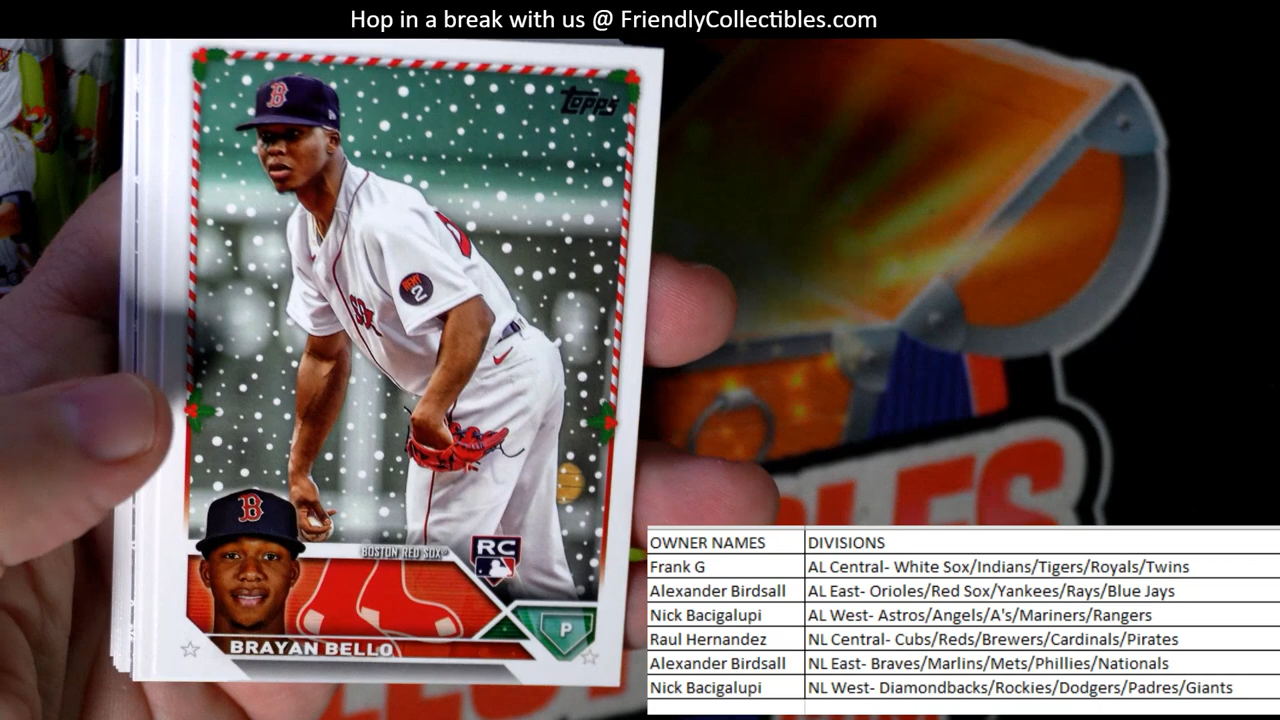 Hop in a break with us @ FriendlyCollectibles.com
Topps
B
REMY
2
B
BOSTON RED SOX
RC
BRAYAN BELLO
P
LES
OWNER NAMES DIVISIONS
Frank G AL Central- White Sox/Indians/Tigers/Royals/Twins
Alexander Birdsall AL East- Orioles/Red Sox/Yankees/Rays/Blue Jays
Nick Bacigalupi AL West- Astros/Angels/A's/Mariners/Rangers
Raul Hernandez NL Central- Cubs/Reds/Brewers/Cardinals/Pirates
Alexander Birdsall NL East- Braves/Marlins/Mets/Phillies/Nationals
Nick Bacigalupi NL West- Diamondbacks/Rockies/Dodgers/Padres/Giants